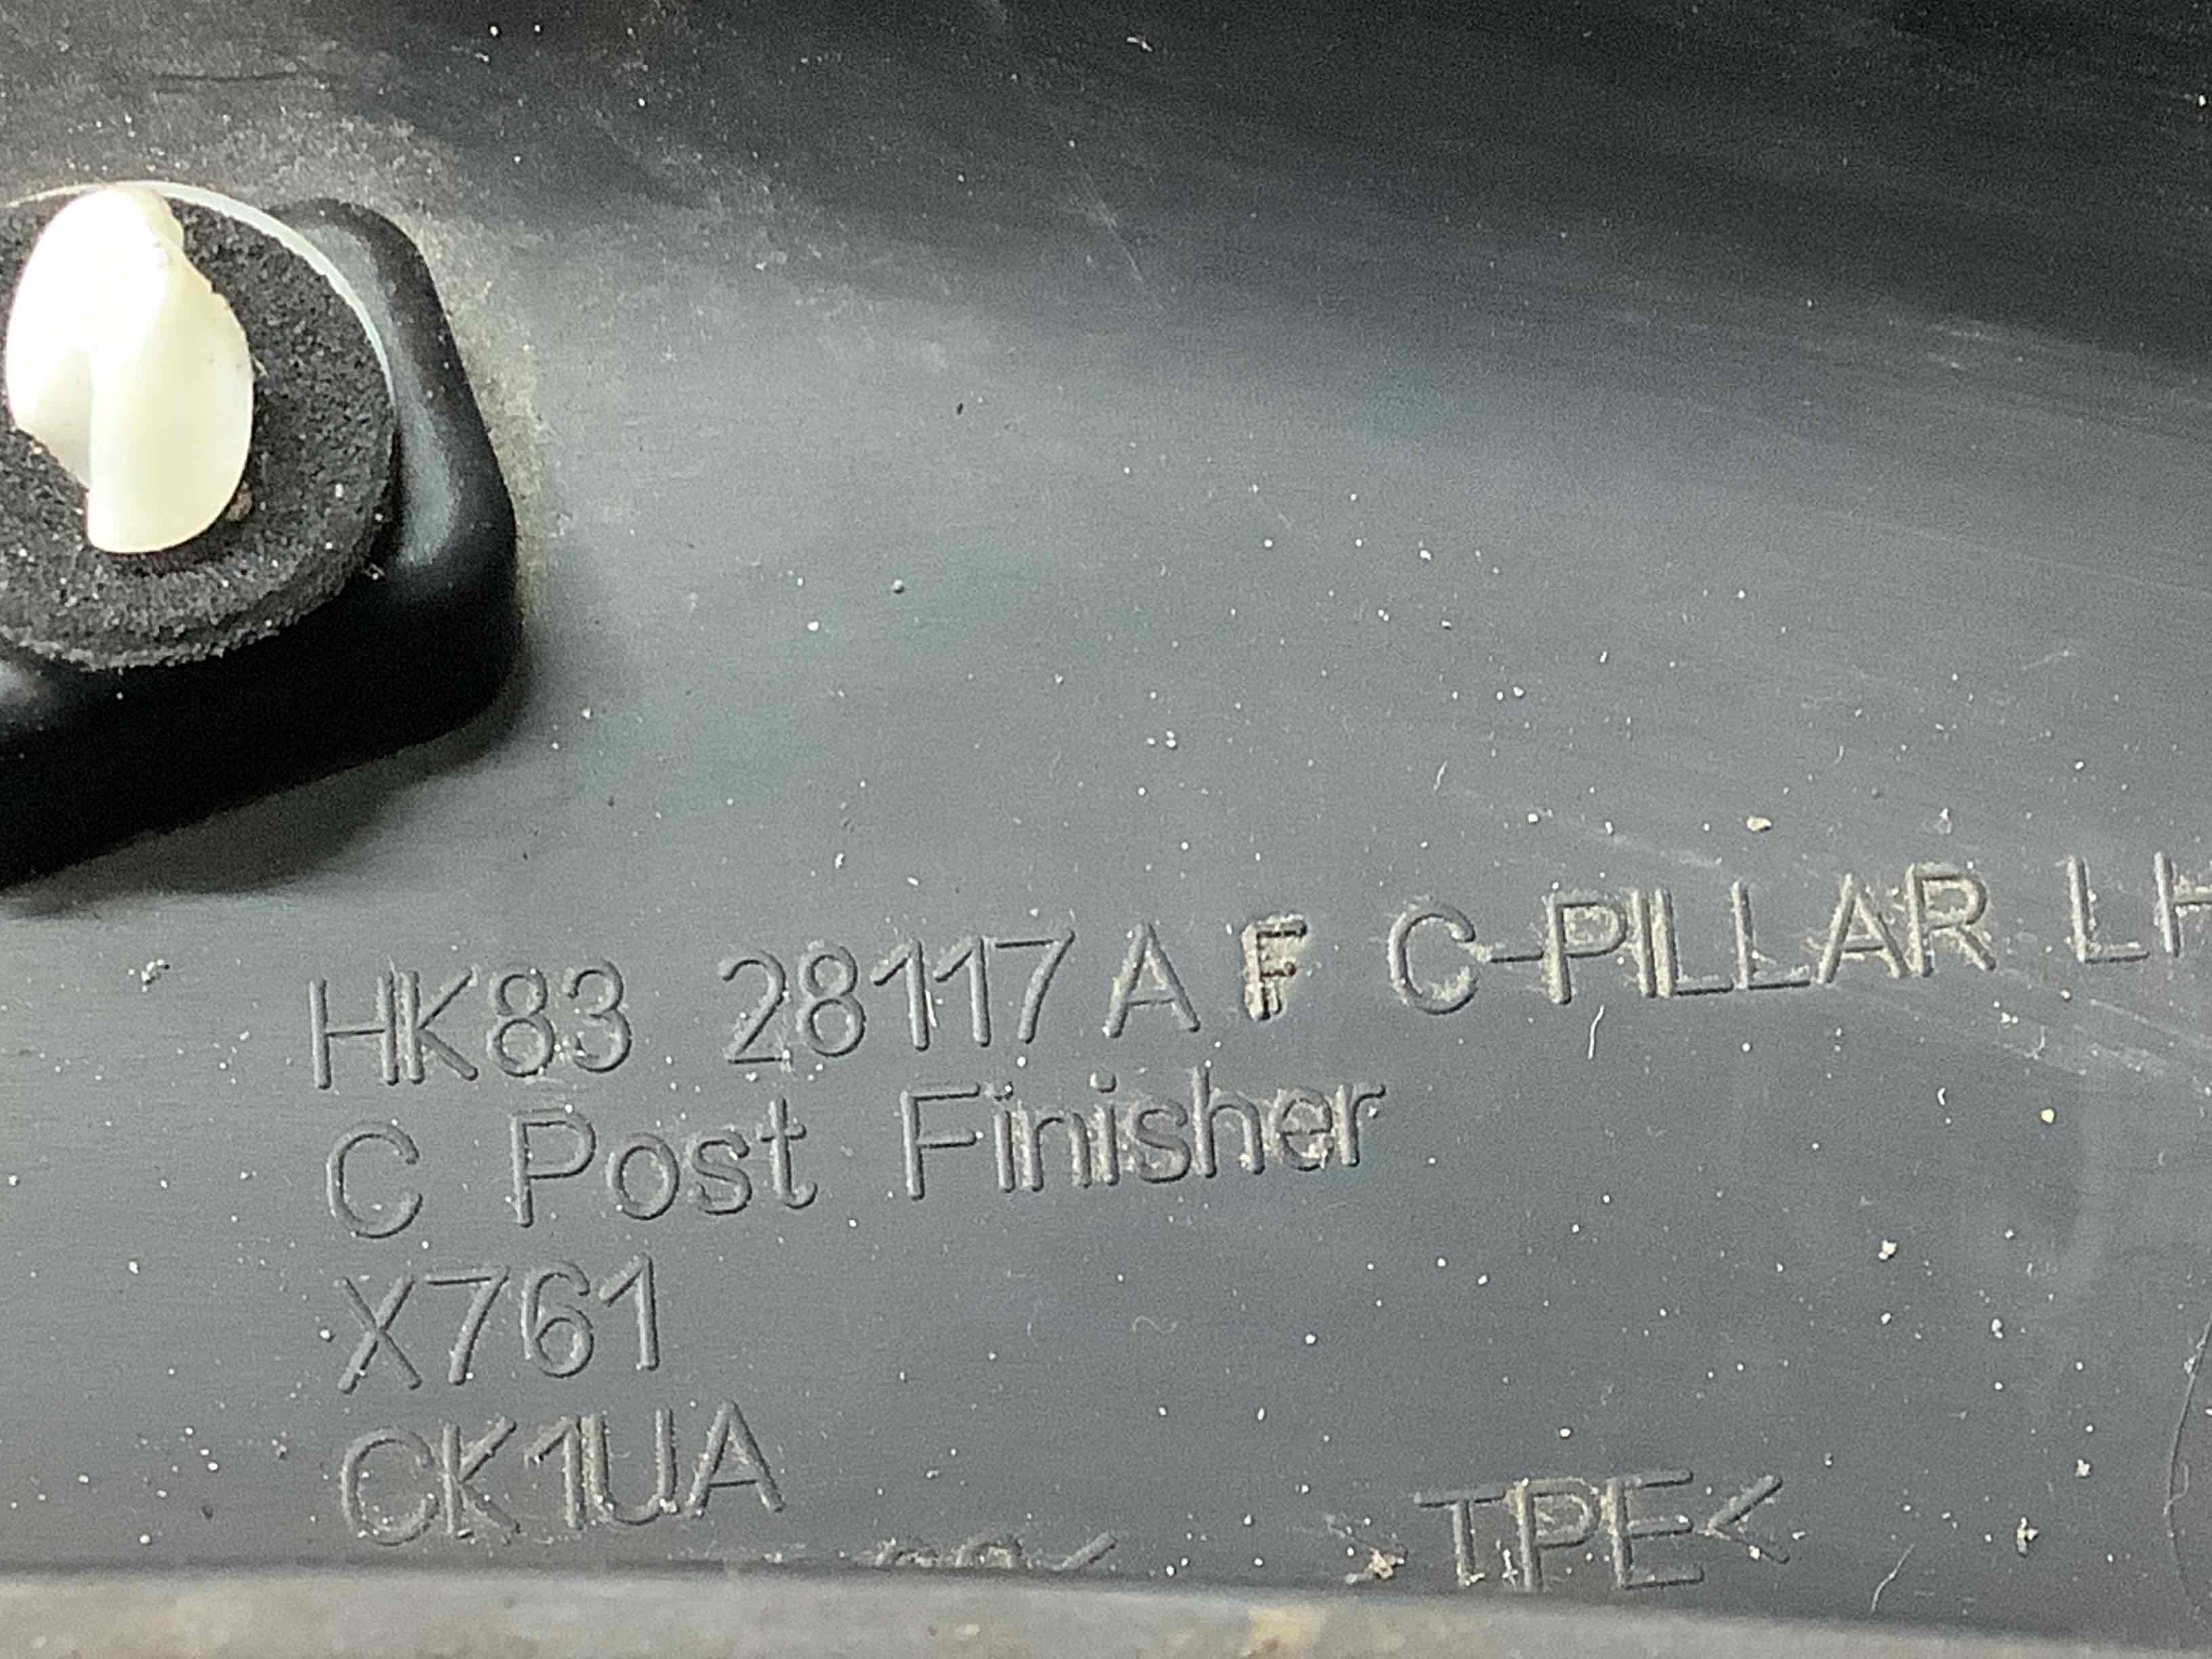 HK83 28117 A F C-PILLAR LH
C Post Finisher
X761
CK1UA
>TPE<